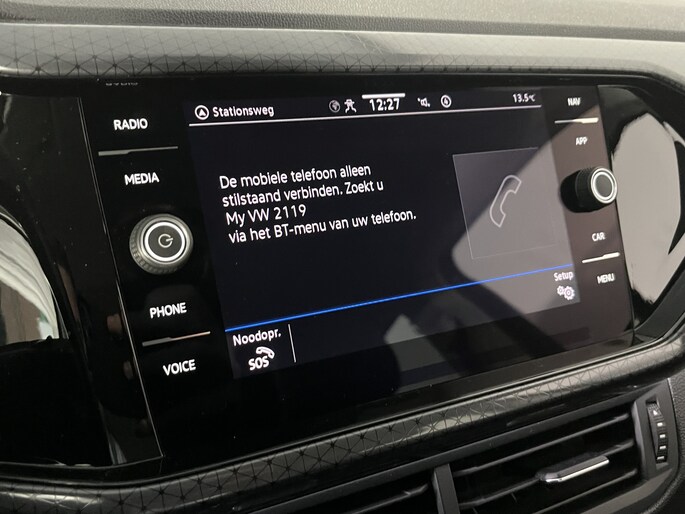 RADIO
MEDIA
PHONE
VOICE
Stationsweg
12:27
13.5°C
De mobiele telefoon alleen
stilstand verbinden. Zoekt u
My VW 2119
via het BT-menu van uw telefoon.
Setup
Noodopr.
SOS
NAV
APP
CAR
MENU